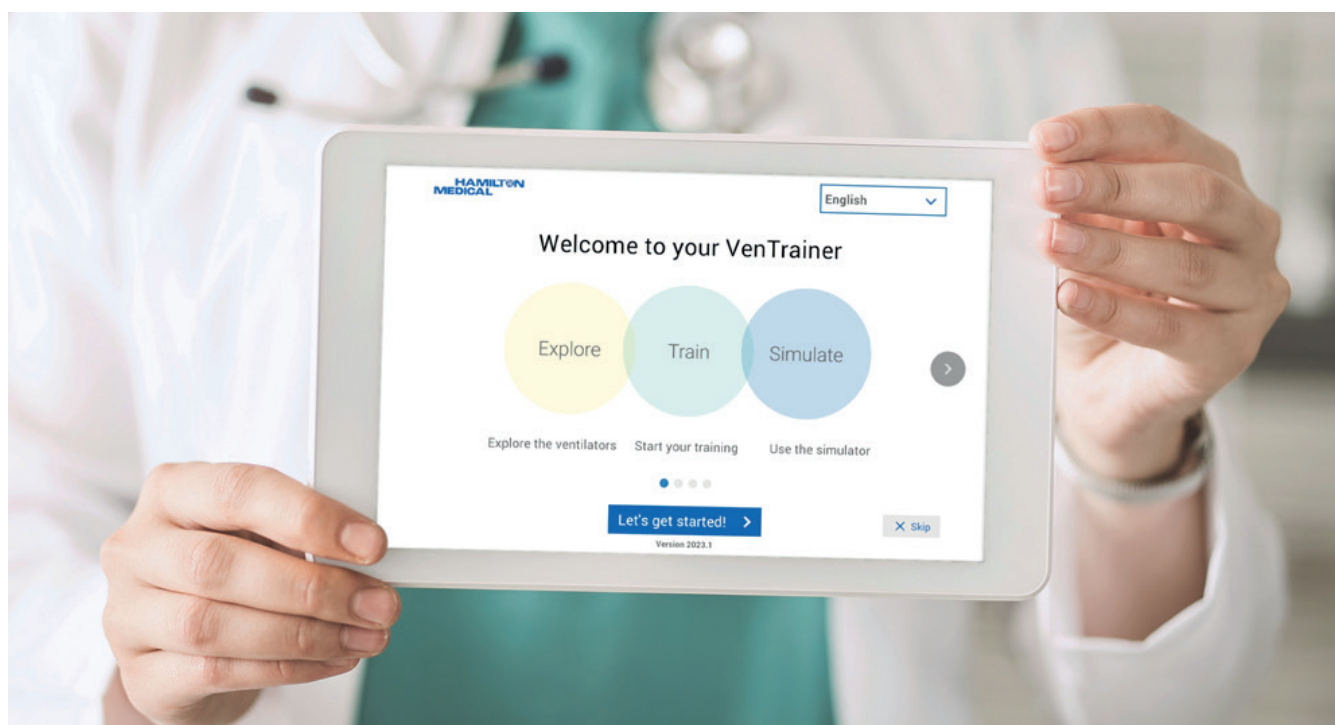 HAMILTON
MEDICAL
English
Welcome to your VenTrainer
Explore
Train
Simulate
Explore the ventilators
Start your training
Use the simulator
Let's get started!
Skip
Version 2023.1